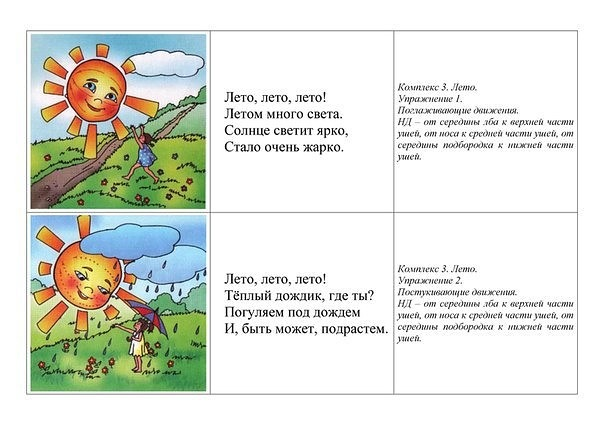 Лето, лето, лето!
Летом много света.
Солнце светит ярко,
Стало очень жарко.
Комплекс 3. Лето.
Упражнение 1.
Поглаживающие движения.
НД – от середины лба к верхней части
ушей, от носа к средней части ушей, от
середины подбородка к нижней части
ушей.
Лето, лето, лето!
Тёплый дождик, где ты?
Погуляем под дождем
И, быть может, подрастем.
Комплекс 3. Лето.
Упражнение 2.
Постукивающие движения.
НД – от середины лба к верхней части
ушей, от носа к средней части ушей, от
середины подбородка к нижней части
ушей.